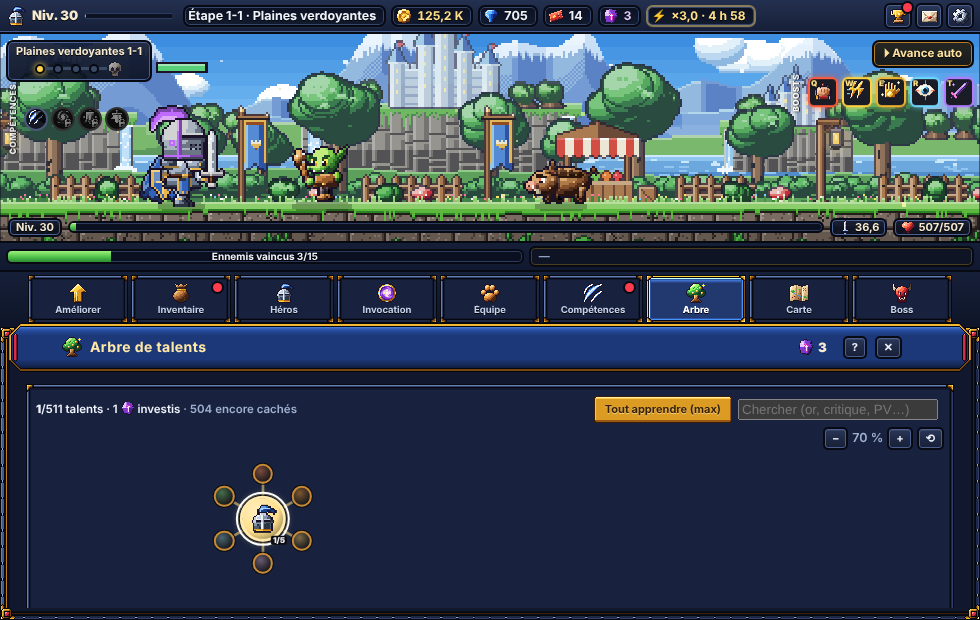 Niv. 30
Étape 1-1 · Plaines verdoyantes
125,2 K
705
14
3
×3,0 · 4 h 58
Plaines verdoyantes 1-1
Avance auto
COMPÉTENCES
BOOSTS
Q
W
E
R
T
Niv. 30
36,6
507/507
Ennemis vaincus 3/15
—
Améliorer
Inventaire
Héros
Invocation
Equipe
Compétences
Arbre
Carte
Boss
Arbre de talents
3
?
×
1/511 talents · 1 investis · 504 encore cachés
Tout apprendre (max)
Chercher (or, critique, PV…)
− 70 % + ⟲
1/5